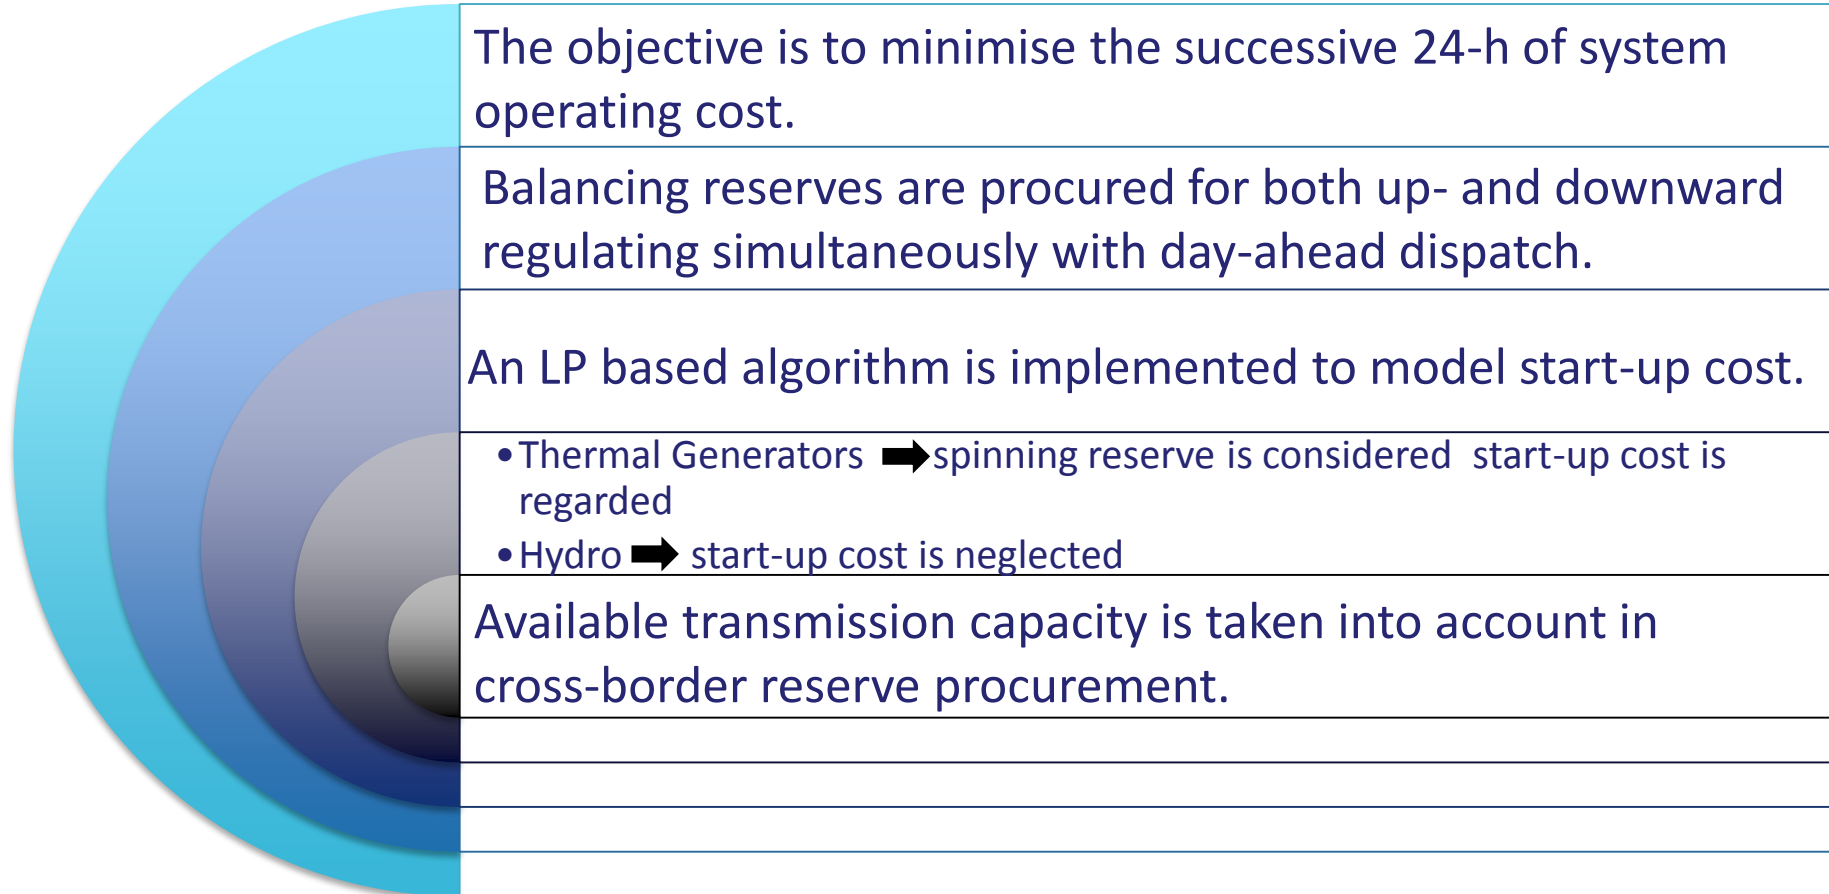 The objective is to minimise the successive 24-h of system
operating cost.
Balancing reserves are procured for both up- and downward
regulating simultaneously with day-ahead dispatch.
An LP based algorithm is implemented to model start-up cost.
•Thermal Generators ➡spinning reserve is considered  start-up cost is
regarded
•Hydro ➡ start-up cost is neglected
Available transmission capacity is taken into account in
cross-border reserve procurement.